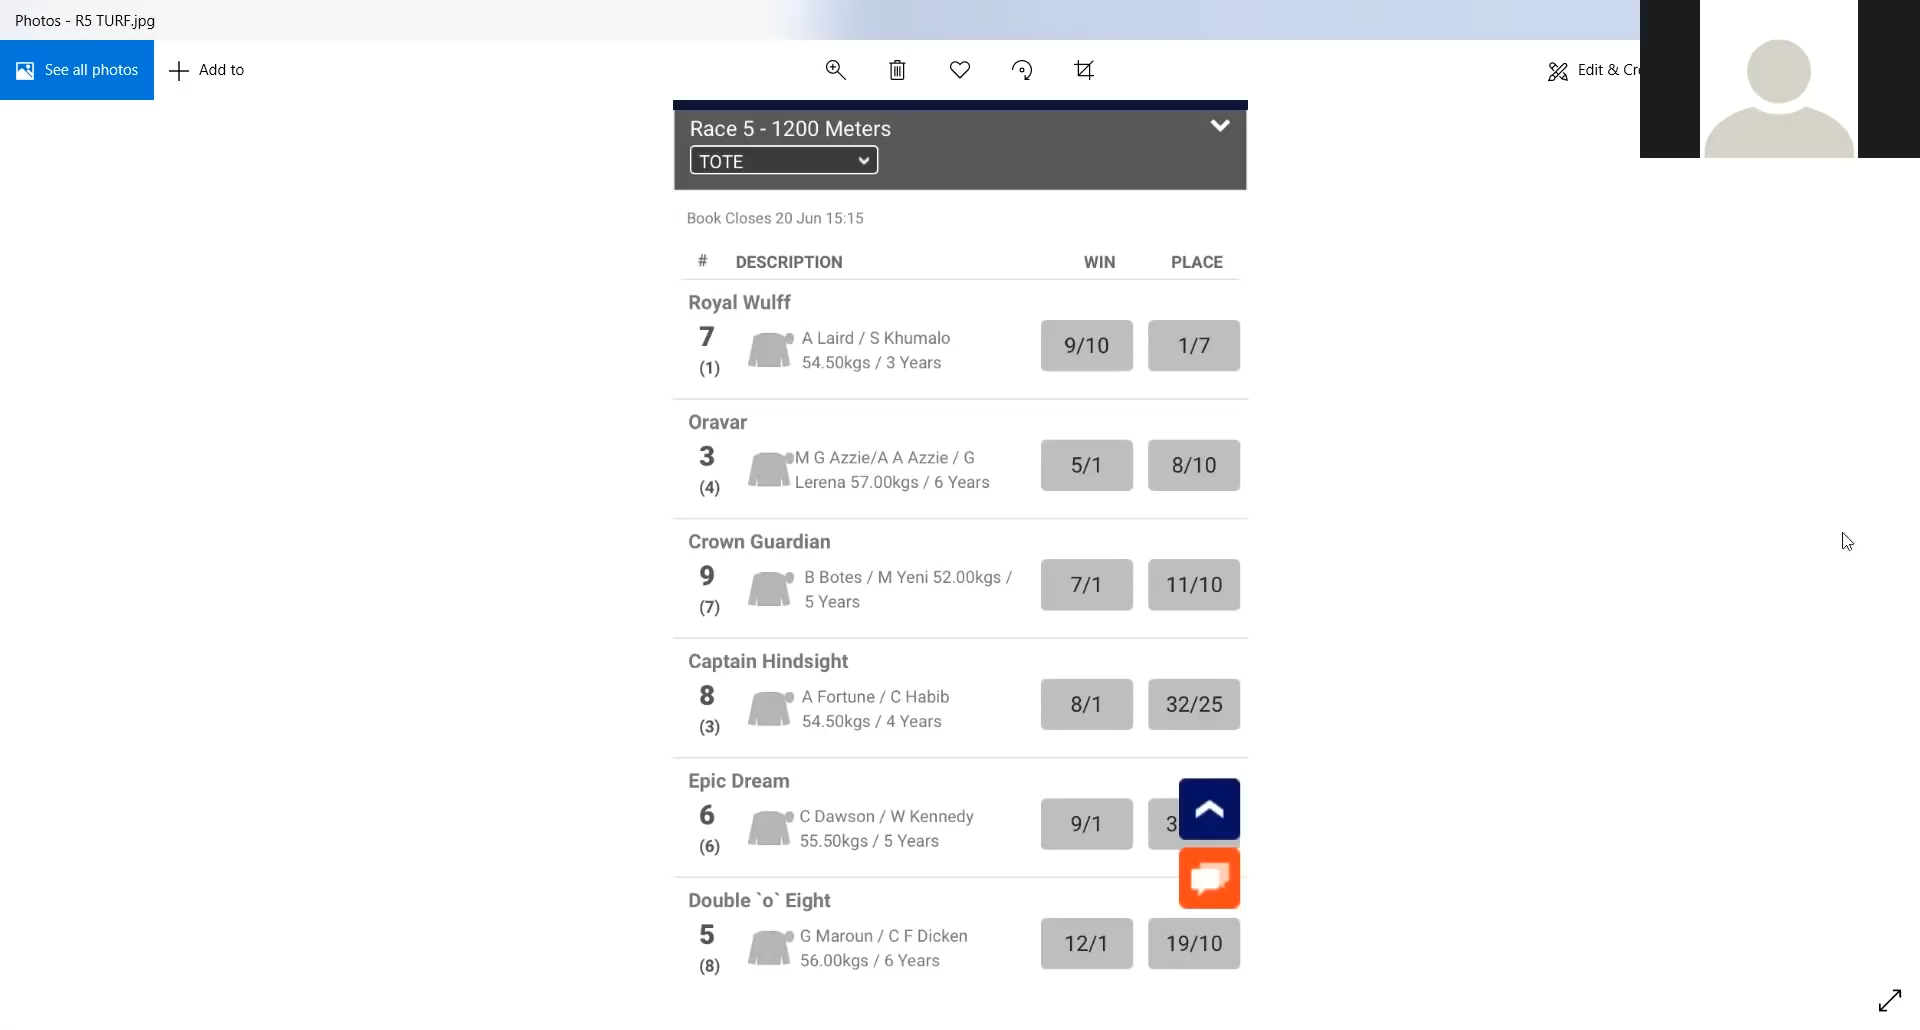 Photos - R5 TURF.jpg
See all photos
Add to
Edit &
Race 5 - 1200 Meters
TOTE
Book Closes 20 Jun 15:15
# DESCRIPTION WIN PLACE
Royal Wulff
7 A Laird / S Khumalo 9/10 1/7
(1) 54.50kgs / 3 Years
Oravar
3 M G Azzie/A A Azzie / G 5/1 8/10
(4) Lerena 57.00kgs / 6 Years
Crown Guardian
9 B Botes / M Yeni 52.00kgs / 7/1 11/10
(7) 5 Years
Captain Hindsight
8 A Fortune / C Habib 8/1 32/25
(3) 54.50kgs / 4 Years
Epic Dream
6 C Dawson / W Kennedy 9/1
(6) 55.50kgs / 5 Years
Double `o` Eight
5 G Maroun / C F Dicken 12/1 19/10
(8) 56.00kgs / 6 Years